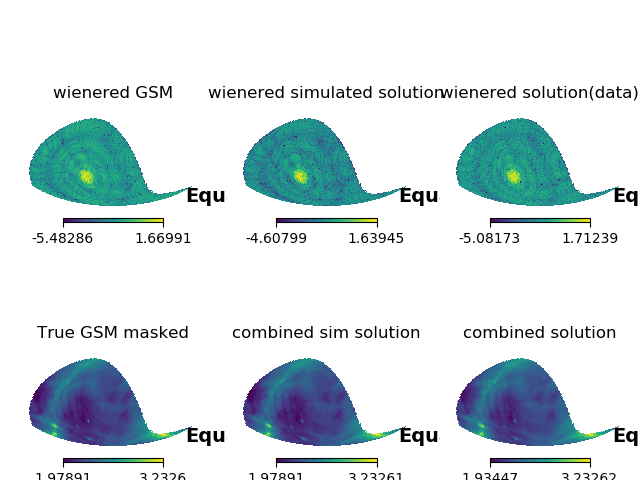 wienered GSM
wienered simulated solution
wienered solution(data)
Equ
Equ
Eq
-5.48286 1.66991
-4.60799 1.63945
-5.08173 1.71239
True GSM masked
combined sim solution
combined solution
Equ
Equ
Eq
1.97891 3.2326
1.97891 3.23261
1.93447 3.23262